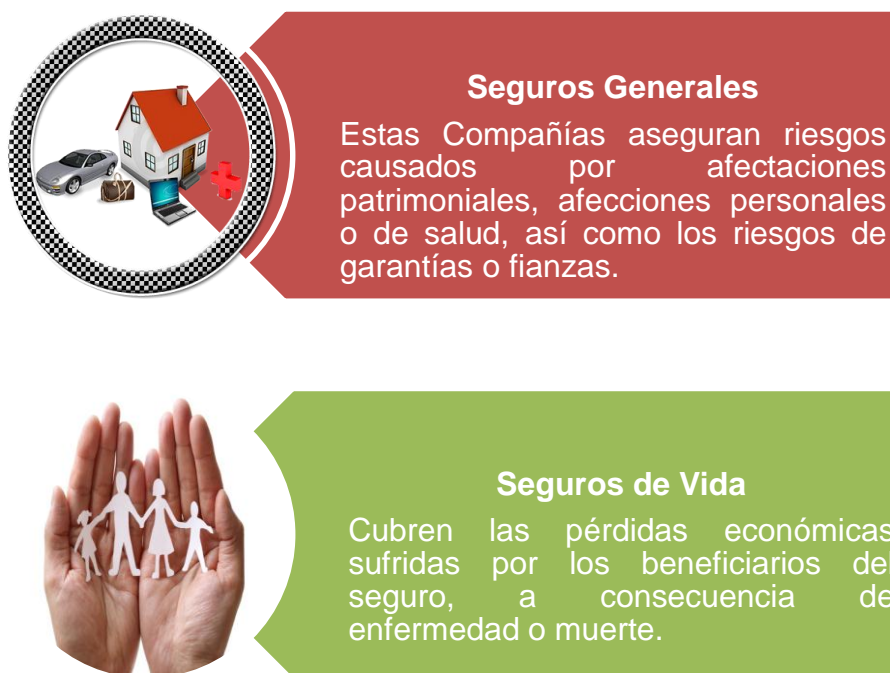 Seguros Generales
Estas Compañías aseguran riesgos
causados por afectaciones
patrimoniales, afecciones personales
o de salud, así como los riesgos de
garantías o fianzas.
Seguros de Vida
Cubren las pérdidas económicas
sufridas por los beneficiarios de
seguro, a consecuencia de
enfermedad o muerte.